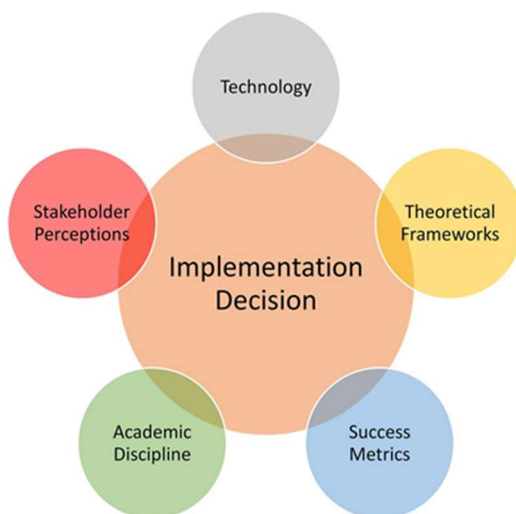 Technology
Stakeholder
Perceptions
Theoretical
Frameworks
Implementation
Decision
Academic
Discipline
Success
Metrics